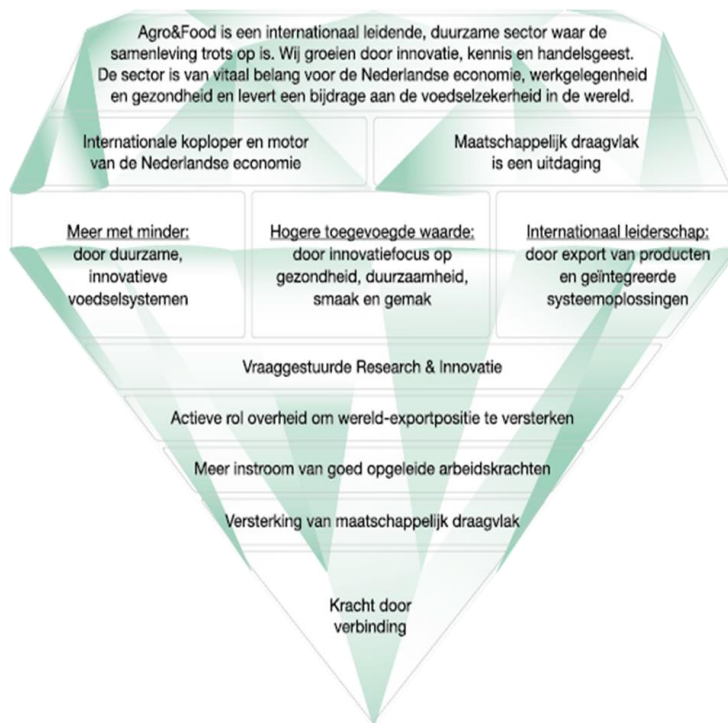 Agro&Food is een internationaal leidende, duurzame sector waar de
samenleving trots op is. Wij groeien door innovatie, kennis en handelsgeest.
De sector is van vitaal belang voor de Nederlandse economie, werkgelegenheid
en gezondheid en levert een bijdrage aan de voedselzekerheid in de wereld.
Internationale koploper en motor
van de Nederlandse economie
Maatschappelijk draagvlak
is een uitdaging
Meer met minder:
door duurzame,
innovatieve
voedselsystemen
Hogere toegevoegde waarde:
door innovatiefocus op
gezondheid, duurzaamheid,
smaak en gemak
Internationaal leiderschap:
door export van producten
en geïntegreerde
systeemoplossingen
Vraaggestuurde Research & Innovatie
Actieve rol overheid om wereld-exportpositie te versterken
Meer instroom van goed opgeleide arbeidskrachten
Versterking van maatschappelijk draagvlak
Kracht door
verbinding